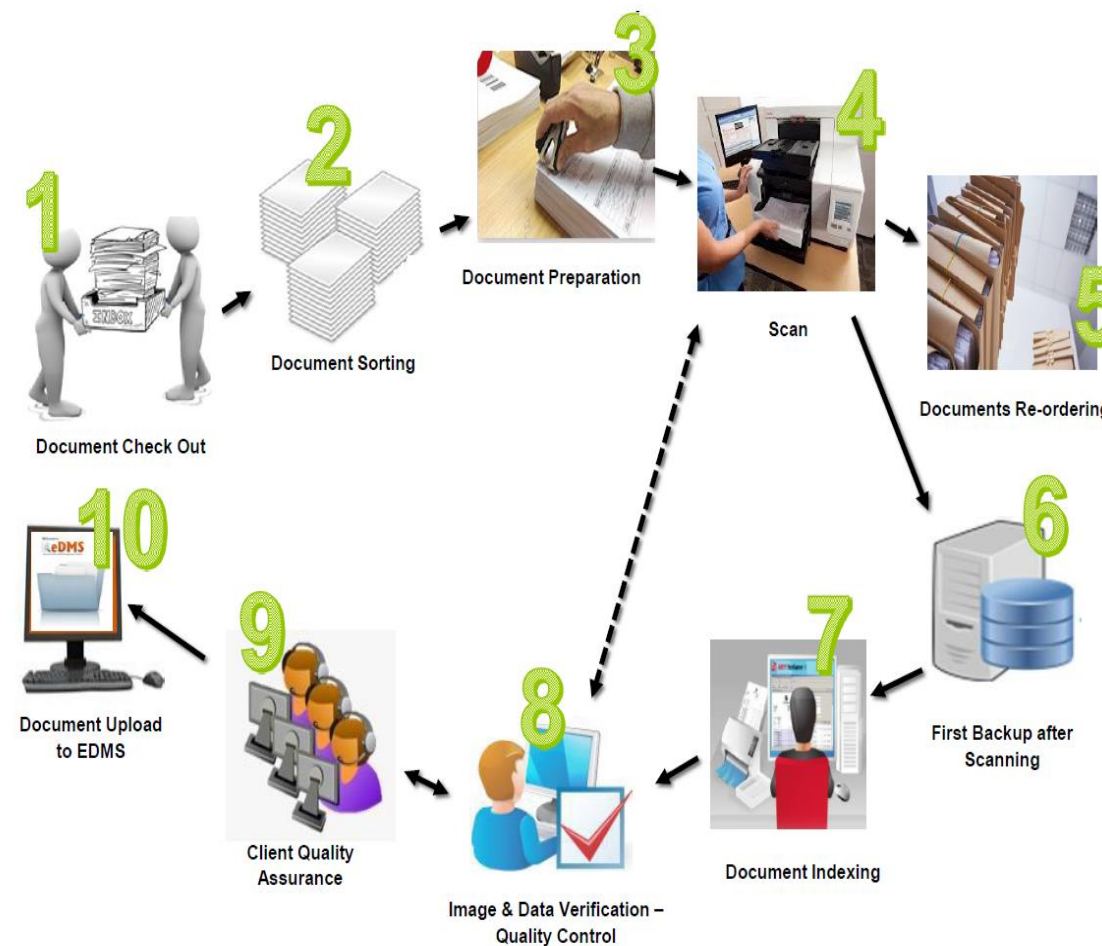 1
INBOX
Document Check Out
2
Document Sorting
3
Document Preparation
4
Scan
5
Documents Re-ordering
6
First Backup after
Scanning
7
Document Indexing
8
Image & Data Verification –
Quality Control
9
Client Quality
Assurance
10
eDMS
Document Upload
to EDMS